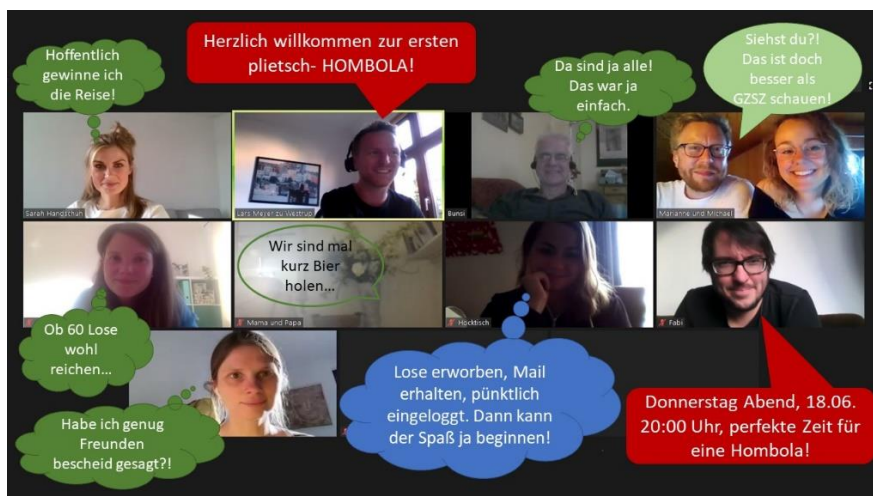 Hoffentlich
gewinne ich
die Reise!
Herzlich willkommen zur ersten
plietsch- HOMBOLA!
Da sind ja alle!
Das war ja
einfach.
Siehst du?!
Das ist doch
besser als
GZSZ schauen!
Sarah Handschuh
Lars Meyer zu Westrup
Bunsi
Marianne und Michael
Wir sind mal
kurz Bier
holen...
Mama und Papa
Hocktisch
Fabi
Ob 60 Lose
wohl
reichen...
Habe ich genug
Freunden
bescheid gesagt?!
Lose erworben, Mail
erhalten, pünktlich
eingeloggt. Dann kann
der Spaß ja beginnen!
Donnerstag Abend, 18.06.
20:00 Uhr, perfekte Zeit für
eine Hombola!